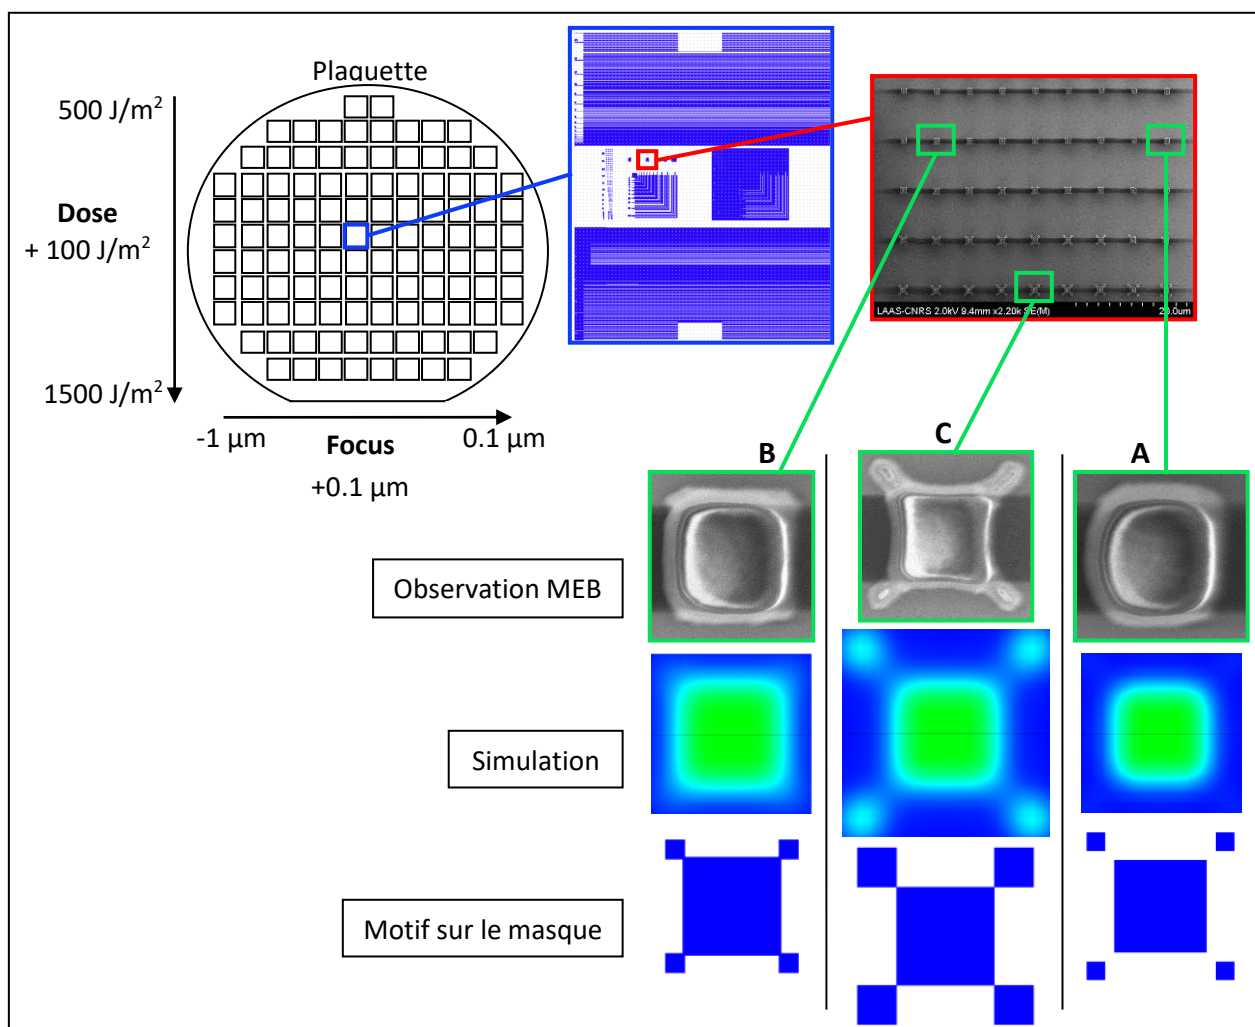 Plaquette
500 J/m²
Dose
+ 100 J/m²
1500 J/m²
-1 µm
0.1 µm
Focus
+0.1 µm
LAAS-CNRS 2.0kV 9.4mm x2.20k SE(M)
20.0um
B
C
A
Observation MEB
Simulation
Motif sur le masque